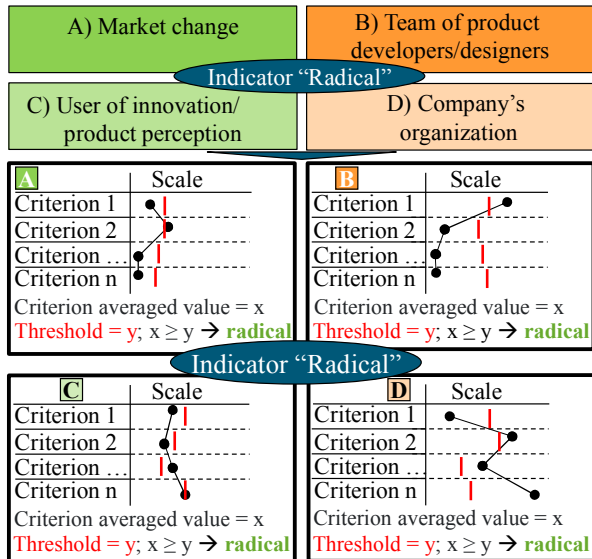 A) Market change
B) Team of product
developers/designers
Indicator “Radical”
C) User of innovation/
product perception
D) Company’s
organization
A
Scale
Criterion 1
Criterion 2
Criterion …
Criterion n
Criterion averaged value = x
Threshold = y; x ≥ y → radical
B
Scale
Criterion 1
Criterion 2
Criterion …
Criterion n
Criterion averaged value = x
Threshold = y; x ≥ y → radical
Indicator “Radical”
C
Scale
Criterion 1
Criterion 2
Criterion …
Criterion n
Criterion averaged value = x
Threshold = y; x ≥ y → radical
D
Scale
Criterion 1
Criterion 2
Criterion …
Criterion n
Criterion averaged value = x
Threshold = y; x ≥ y → radical